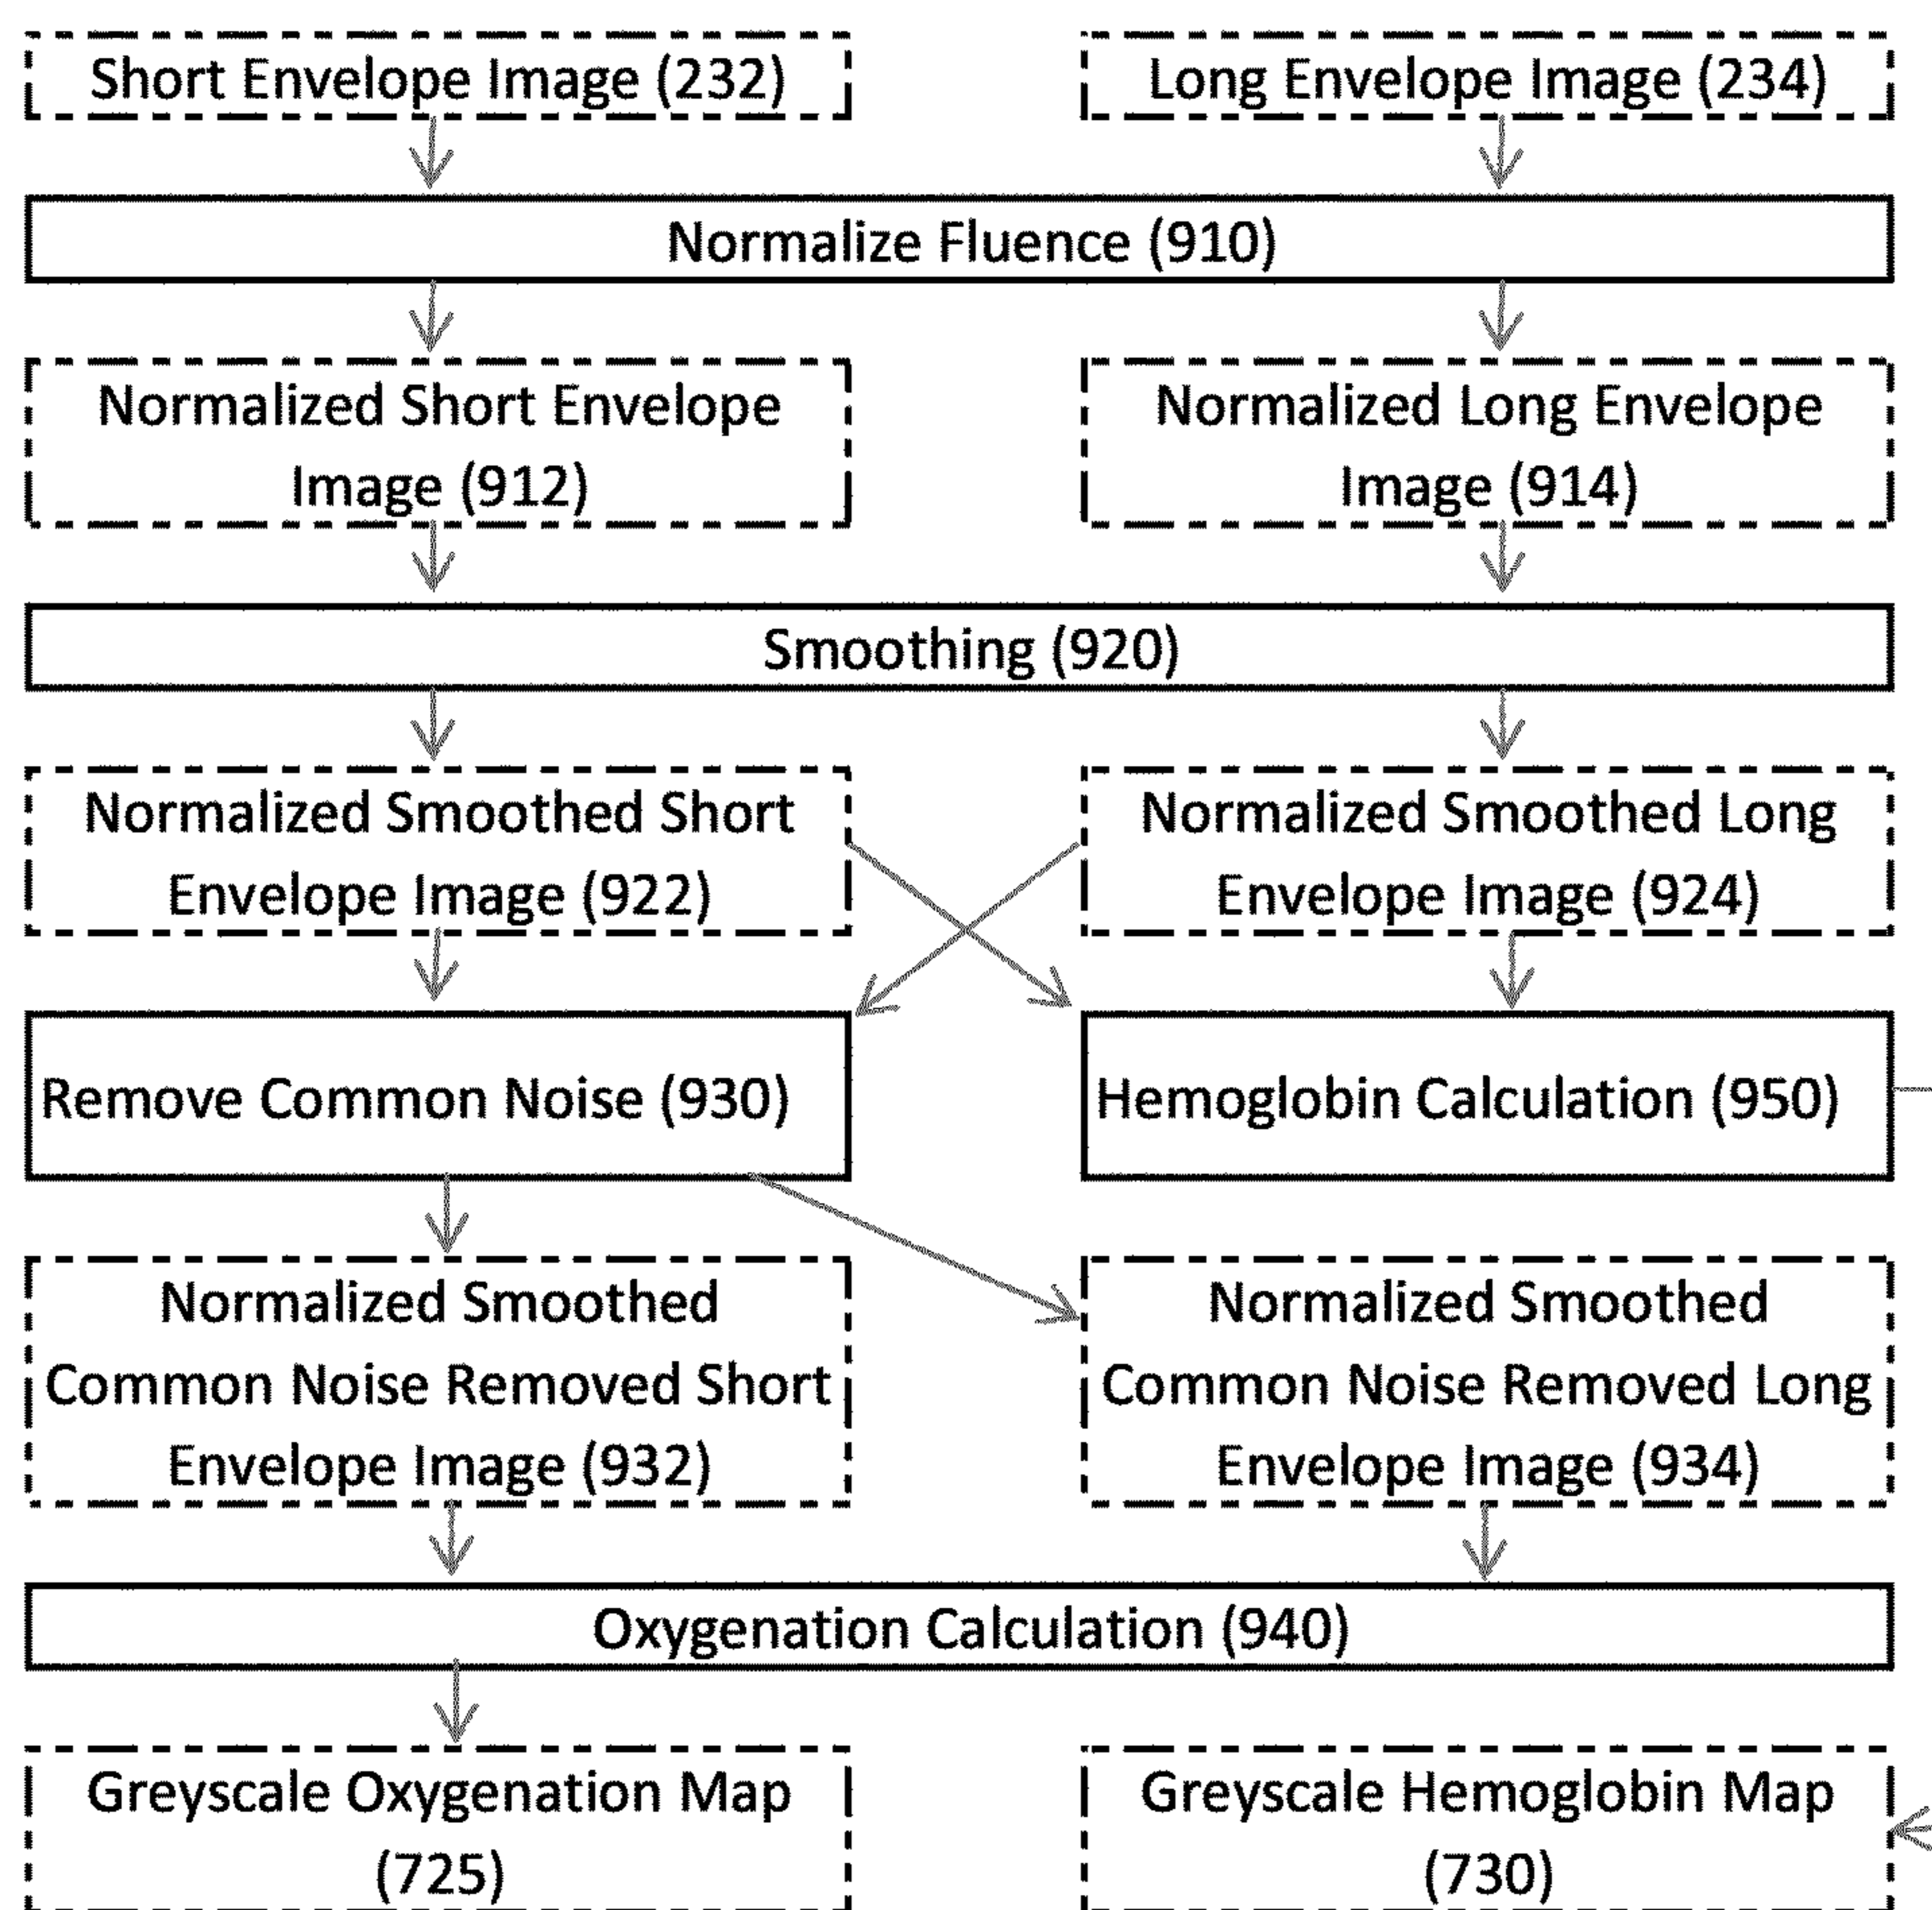 Short Envelope Image (232)
Long Envelope Image (234)
Normalize Fluence (910)
Normalized Short Envelope
Image (912)
Normalized Long Envelope
Image (914)
Smoothing (920)
Normalized Smoothed Short
Envelope Image (922)
Normalized Smoothed Long
Envelope Image (924)
Remove Common Noise (930)
Hemoglobin Calculation (950)
Normalized Smoothed
Common Noise Removed Short
Envelope Image (932)
Normalized Smoothed
Common Noise Removed Long
Envelope Image (934)
Oxygenation Calculation (940)
Greyscale Oxygenation Map
(725)
Greyscale Hemoglobin Map
(730)